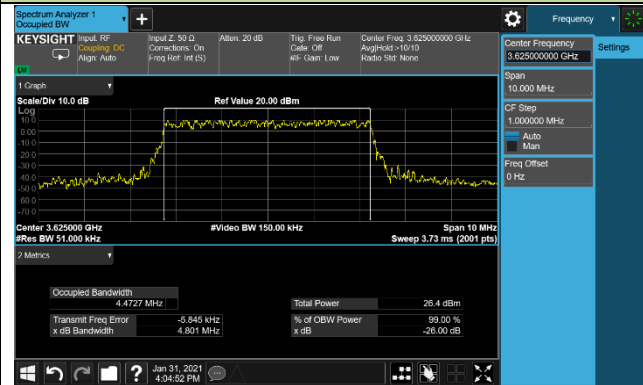 Spectrum Analyzer 1
Occupied BW
Frequency
KEYSIGHT
Input: RF
Coupling: DC
Align: Auto
Input Z: 50 Ω
Corrections: On
Freq Ref: Int (S)
Atten: 20 dB
Trig: Free Run
Gate: Off
#IF Gain: Low
Center Freq: 3.625000000 GHz
Avg|Hold:>10/10
Radio Std: None
Center Frequency
3.625000000 GHz
Settings
Span
10.000 MHz
CF Step
1.000000 MHz
Auto
Man
Freq Offset
0 Hz
1 Graph
Scale/Div 10.0 dB
Ref Value 20.00 dBm
Log
10.0
0.00
-10.0
-20.0
-30.0
-40.0
-50.0
-60.0
-70.0
Center 3.625000 GHz
#Video BW 150.00 kHz
Span 10 MHz
#Res BW 51.000 kHz
Sweep 3.73 ms (2001 pts)
2 Metrics
Occupied Bandwidth
4.4727 MHz
Total Power
26.4 dBm
Transmit Freq Error
-5.845 kHz
% of OBW Power
99.00 %
x dB Bandwidth
4.801 MHz
x dB
-26.00 dB
Jan 31, 2021
4:04:52 PM